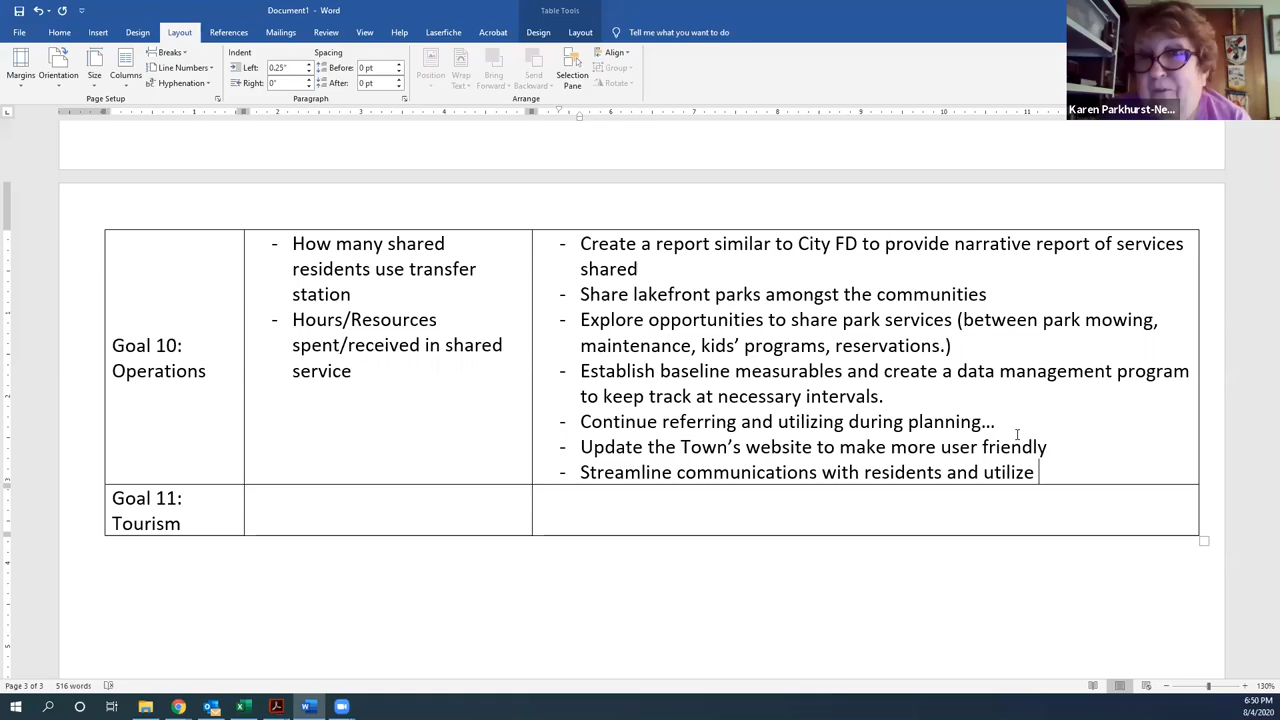 Document1 - Word
Table Tools
File Home Insert Design Layout References Mailings Review View Help Laserfiche Acrobat Design Layout Tell me what you want to do
Margins Orientation Size Columns
Breaks
Line Numbers
Hyphenation
Page Setup
Indent
Left: 0.25"
Right: 0"
Spacing
Before: 0 pt
After: 0 pt
Paragraph
Position Wrap Text Bring Forward Send Backward Selection Pane
Align
Group
Rotate
Arrange
Karen Parkhurst-Ne...
Goal 10:
Operations
- How many shared
residents use transfer
station
- Hours/Resources
spent/received in shared
service
- Create a report similar to City FD to provide narrative report of services
shared
- Share lakefront parks amongst the communities
- Explore opportunities to share park services (between park mowing,
maintenance, kids’ programs, reservations.)
- Establish baseline measurables and create a data management program
to keep track at necessary intervals.
- Continue referring and utilizing during planning...
- Update the Town’s website to make more user friendly
- Streamline communications with residents and utilize
Goal 11:
Tourism
Page 3 of 3 516 words
130%
6:50 PM
8/4/2020